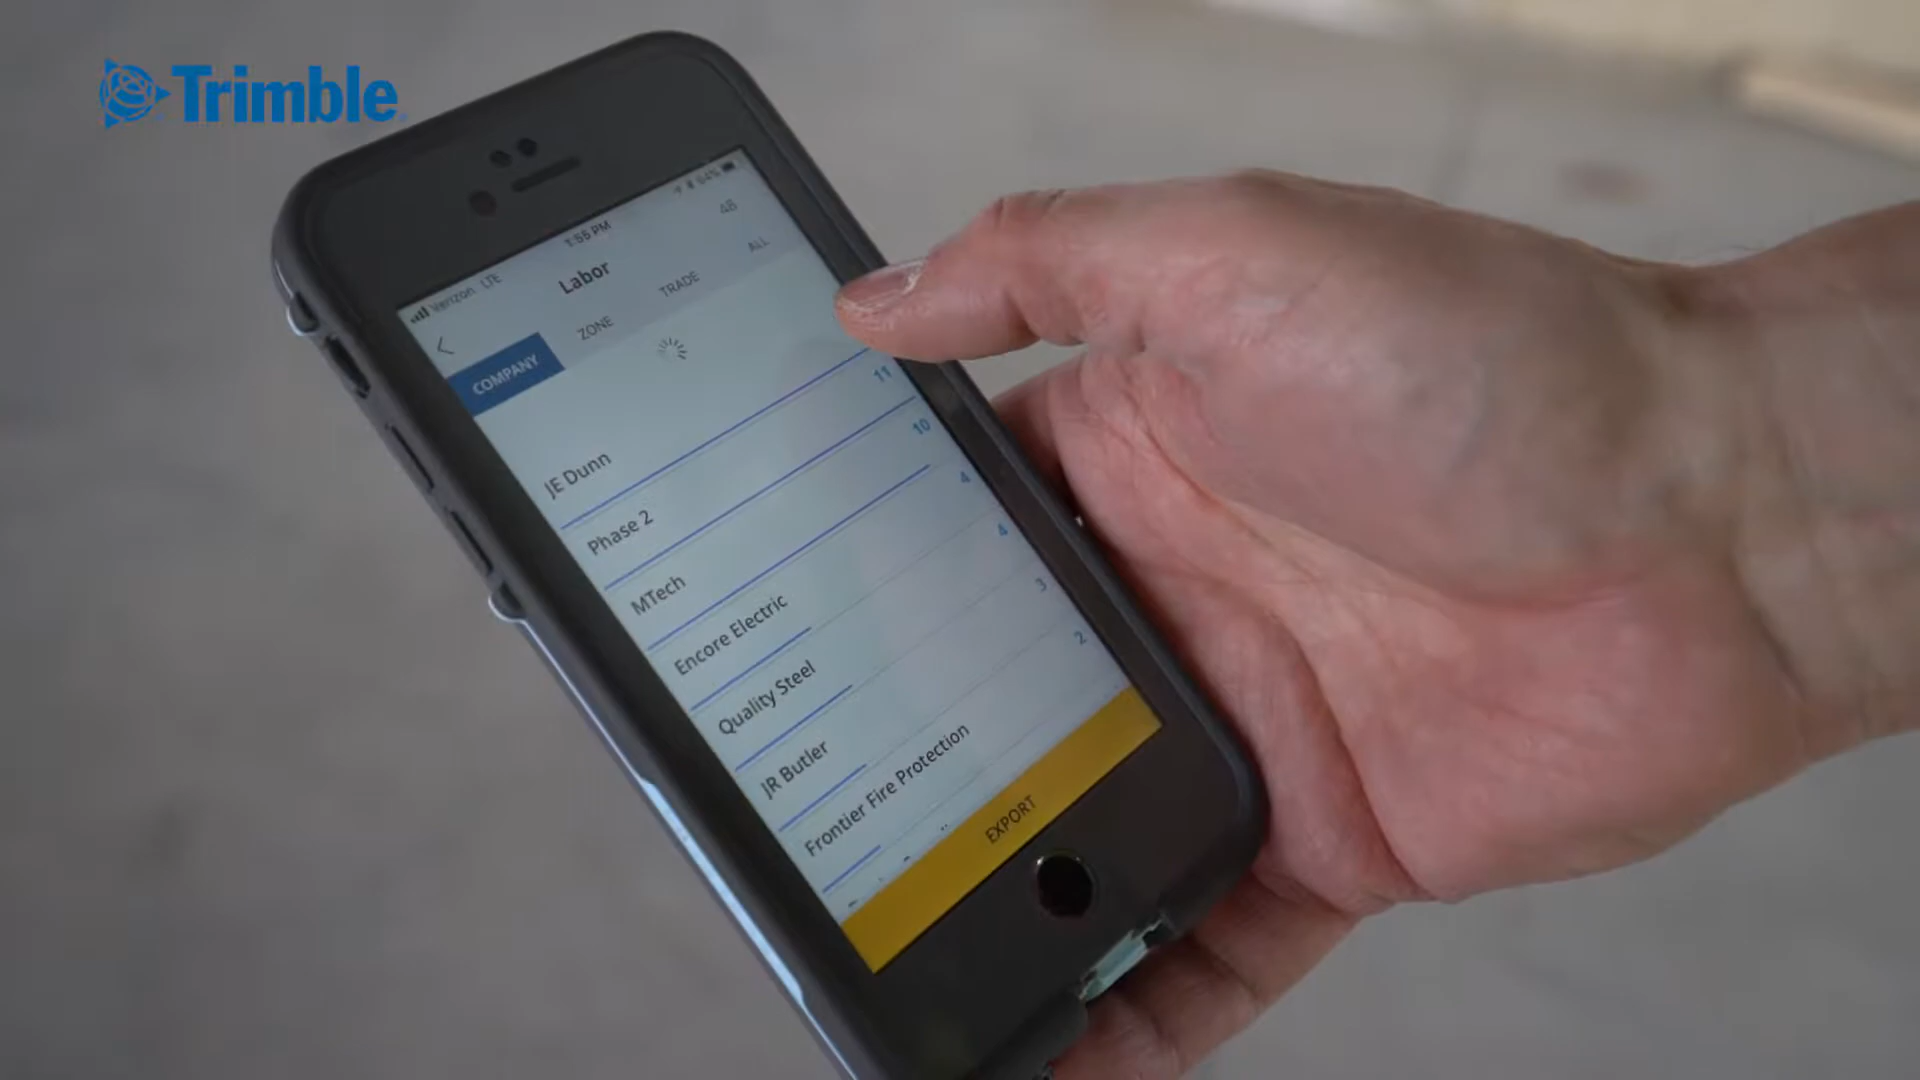 Trimble
Verizon LTE
1:55 PM
Labor
48
COMPANY
ZONE
TRADE
ALL
JE Dunn
Phase 2 11
MTech 10
Encore Electric 4
Quality Steel 4
JR Butler 3
Frontier Fire Protection 2
EXPORT